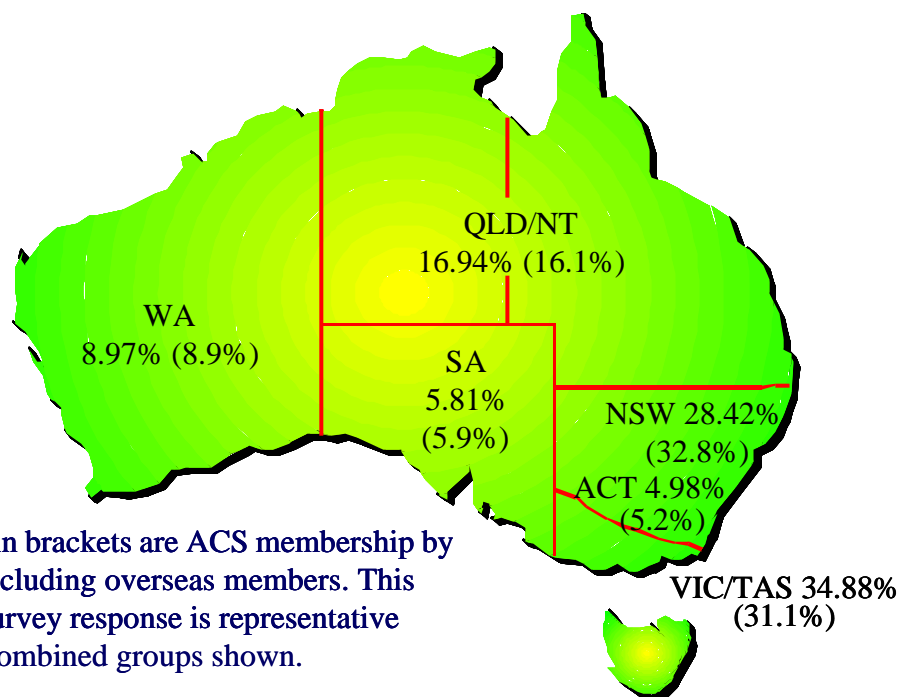 QLD/NT
16.94% (16.1%)
WA
8.97% (8.9%)
SA
5.81%
(5.9%)
NSW 28.42%
(32.8%)
ACT 4.98%
(5.2%)
VIC/TAS 34.88%
(31.1%)
in brackets are ACS membership by
cluding overseas members. This
urvey response is representative
ombined groups shown.